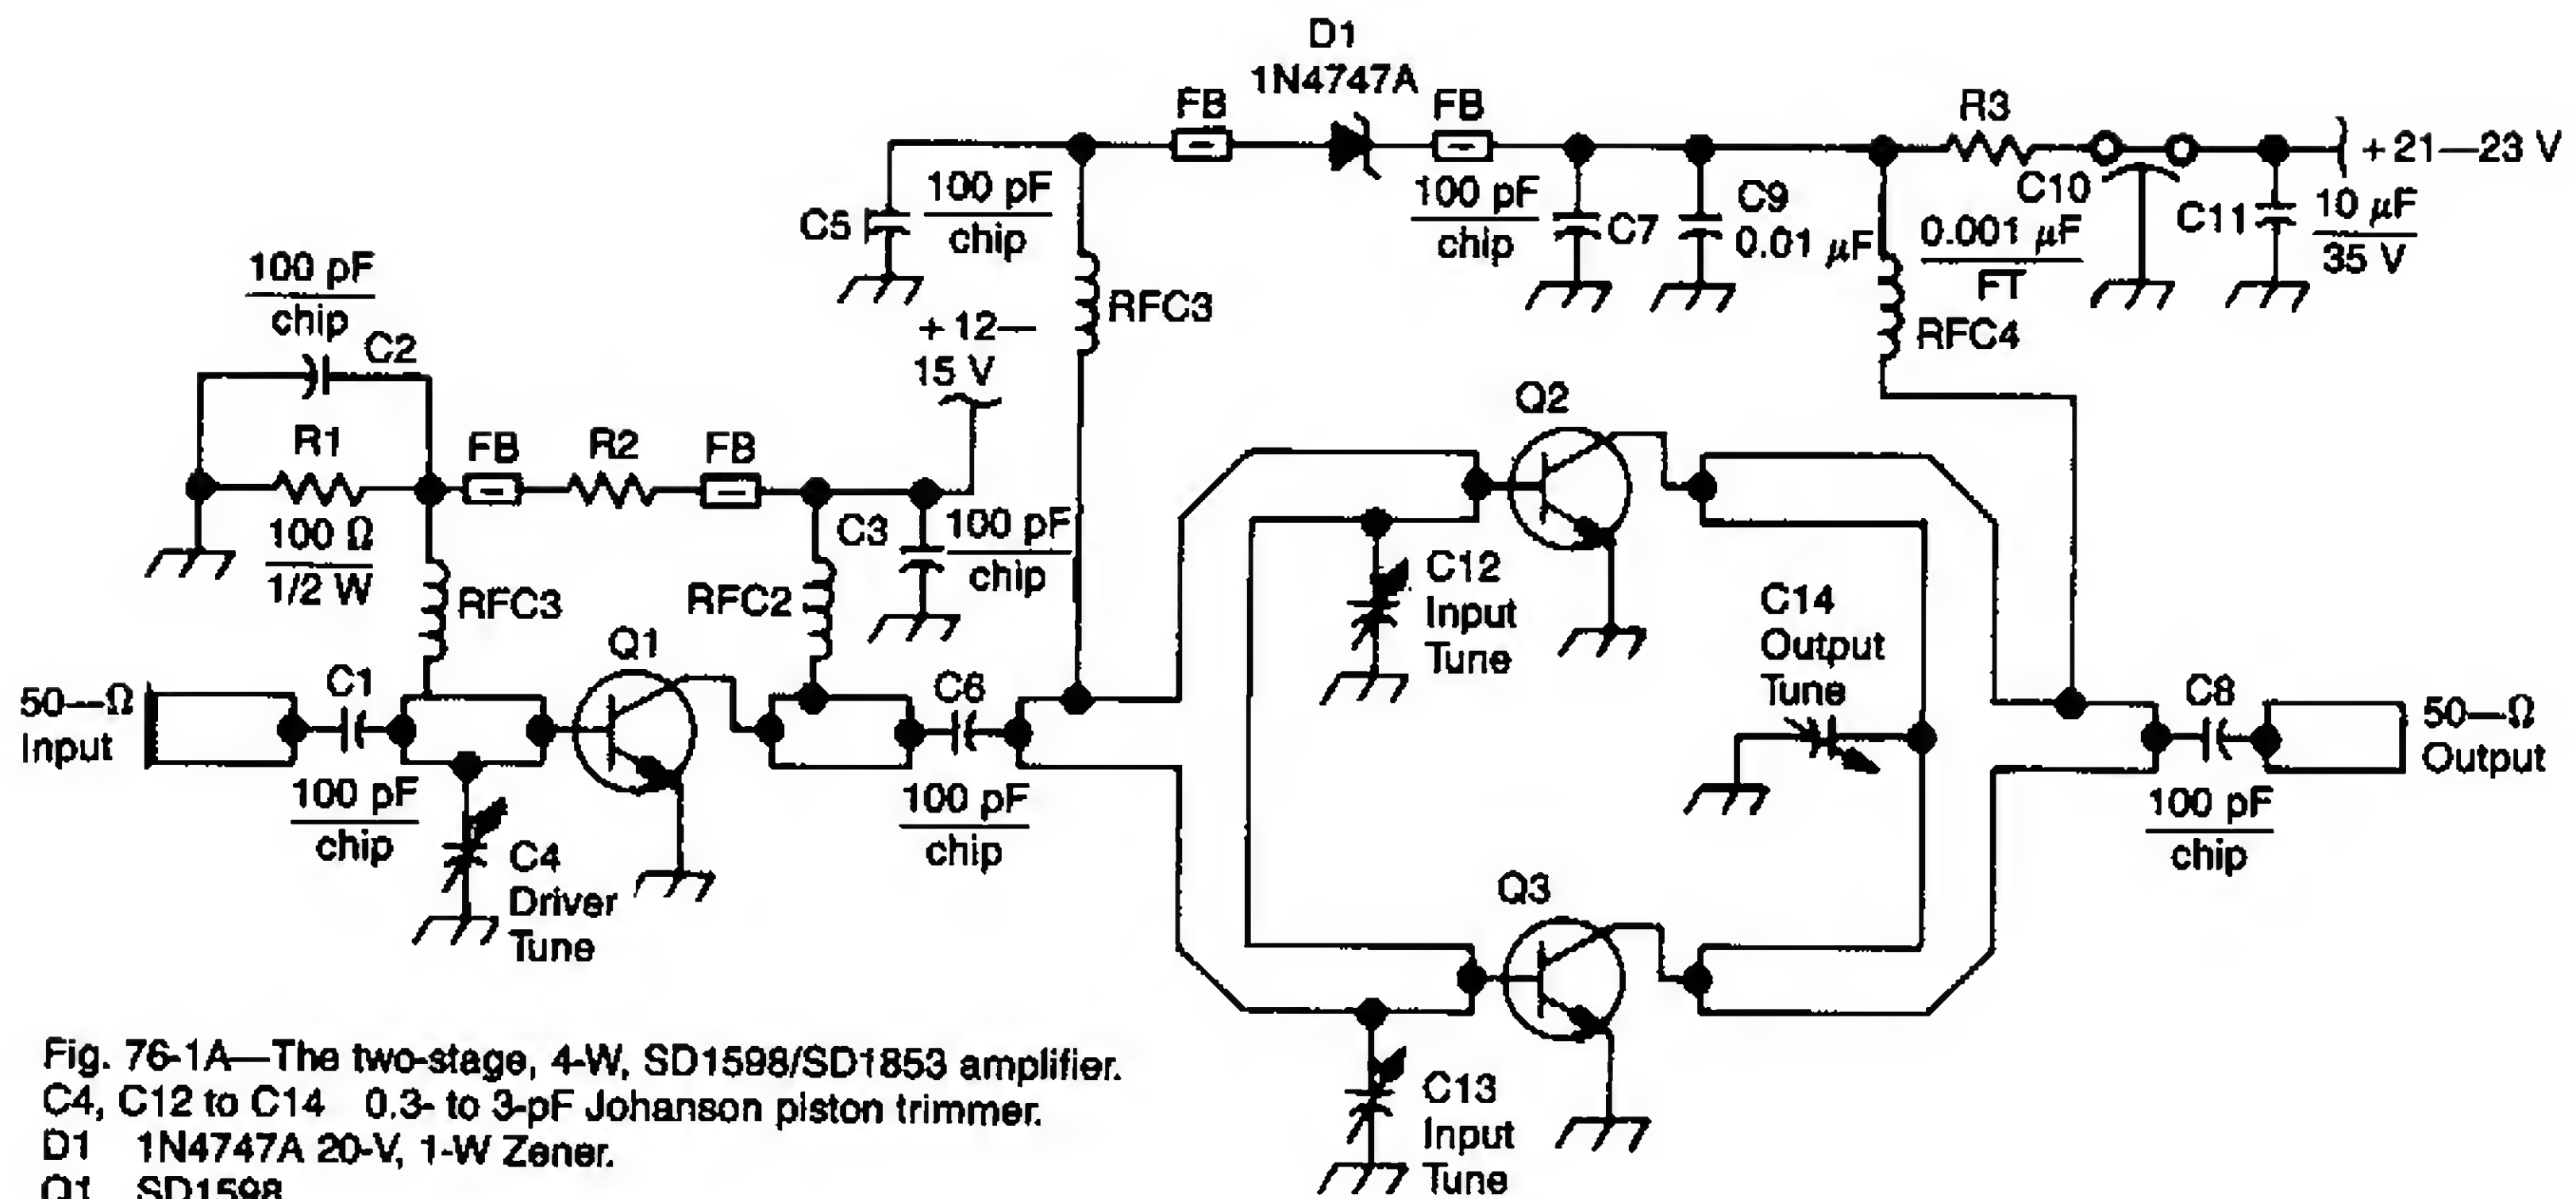 D1
1N4747A
FB
FB
R3
+ 21—23 V
C5
100 pF
chip
100 pF
chip
C7
C9
0.01 μF
C10
0.001 μF
FT
C11
10 μF
35 V
RFC3
RFC4
+ 12—
15 V
100 pF
chip
C2
R1
100 Ω
1/2 W
FB
R2
FB
C3
100 pF
chip
RFC3
RFC2
Q1
Q2
C12
Input
Tune
C14
Output
Tune
50—Ω
Input
C1
100 pF
chip
C4
Driver
Tune
C6
100 pF
chip
C8
100 pF
chip
50—Ω
Output
Q3
C13
Input
Tune
Fig. 76-1A—The two-stage, 4-W, SD1598/SD1853 amplifier.
C4, C12 to C14 0.3- to 3-pF Johanson piston trimmer.
D1 1N4747A 20-V, 1-W Zener.
Q1 SD1598